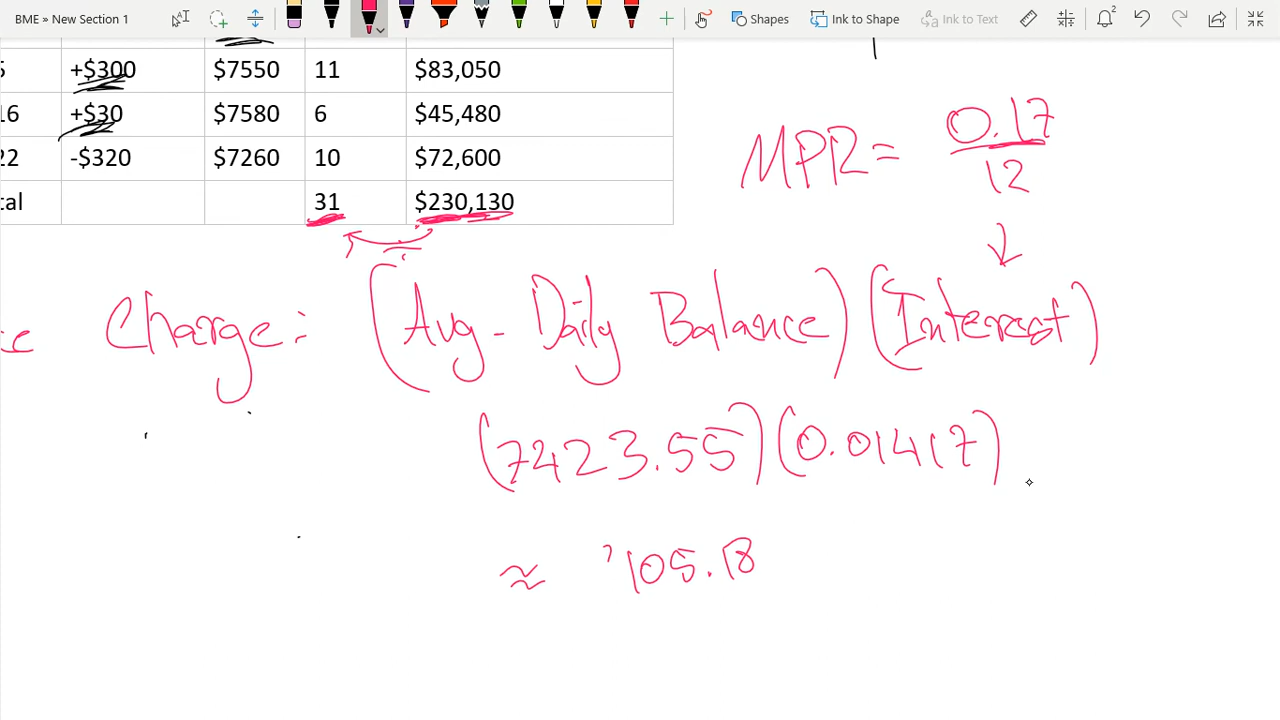 BME » New Section 1 Shapes Ink to Shape Ink to Text
5 +$300 $7550 11 $83,050
16 +$30 $7580 6 $45,480
22 -$320 $7260 10 $72,600
tal 31 $230,130
MPR = 0.17
12
Charge: (Avg-Daily Balance)(Interest)
(7423.55)(0.01417)
≈ 105.18